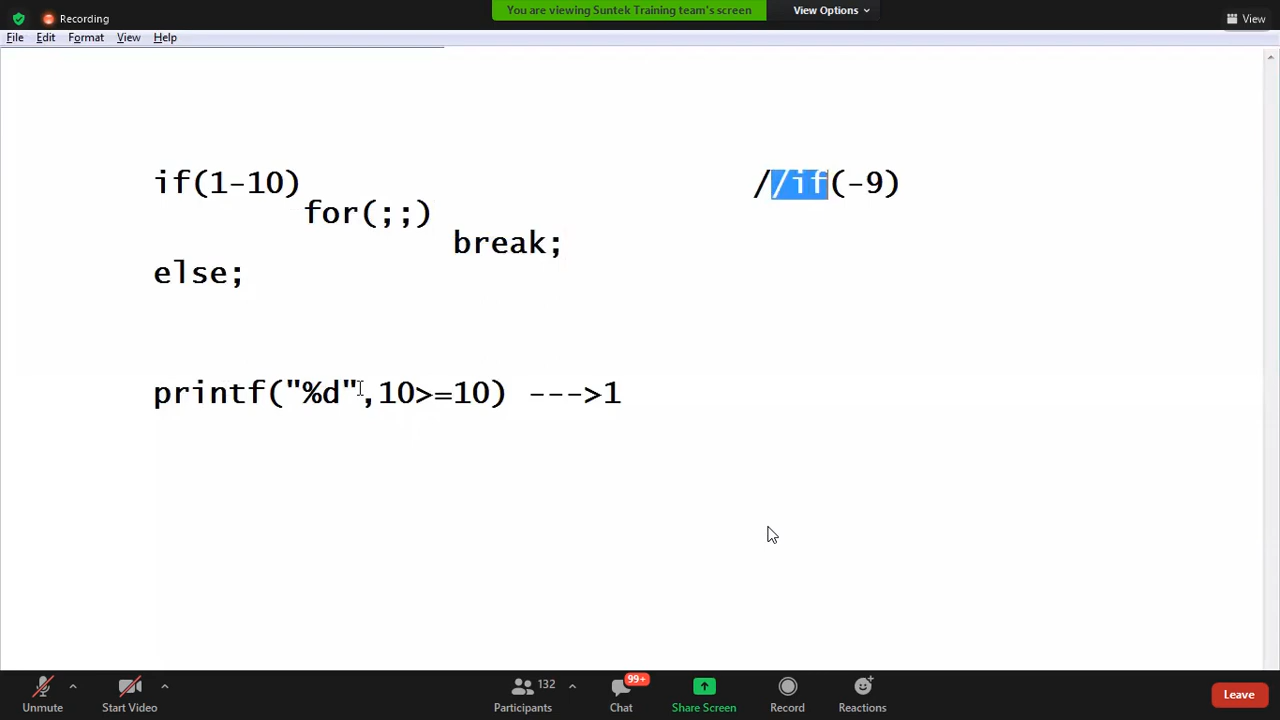 Recording
You are viewing Suntek Training team's screen
View Options
View
File Edit Format View Help
if(1-10) //if(-9)
for(;;)
break;
else;
printf("%d",10>=10) --->1
Unmute
Start Video
132
Participants
99+
Chat
Share Screen
Record
Reactions
Leave